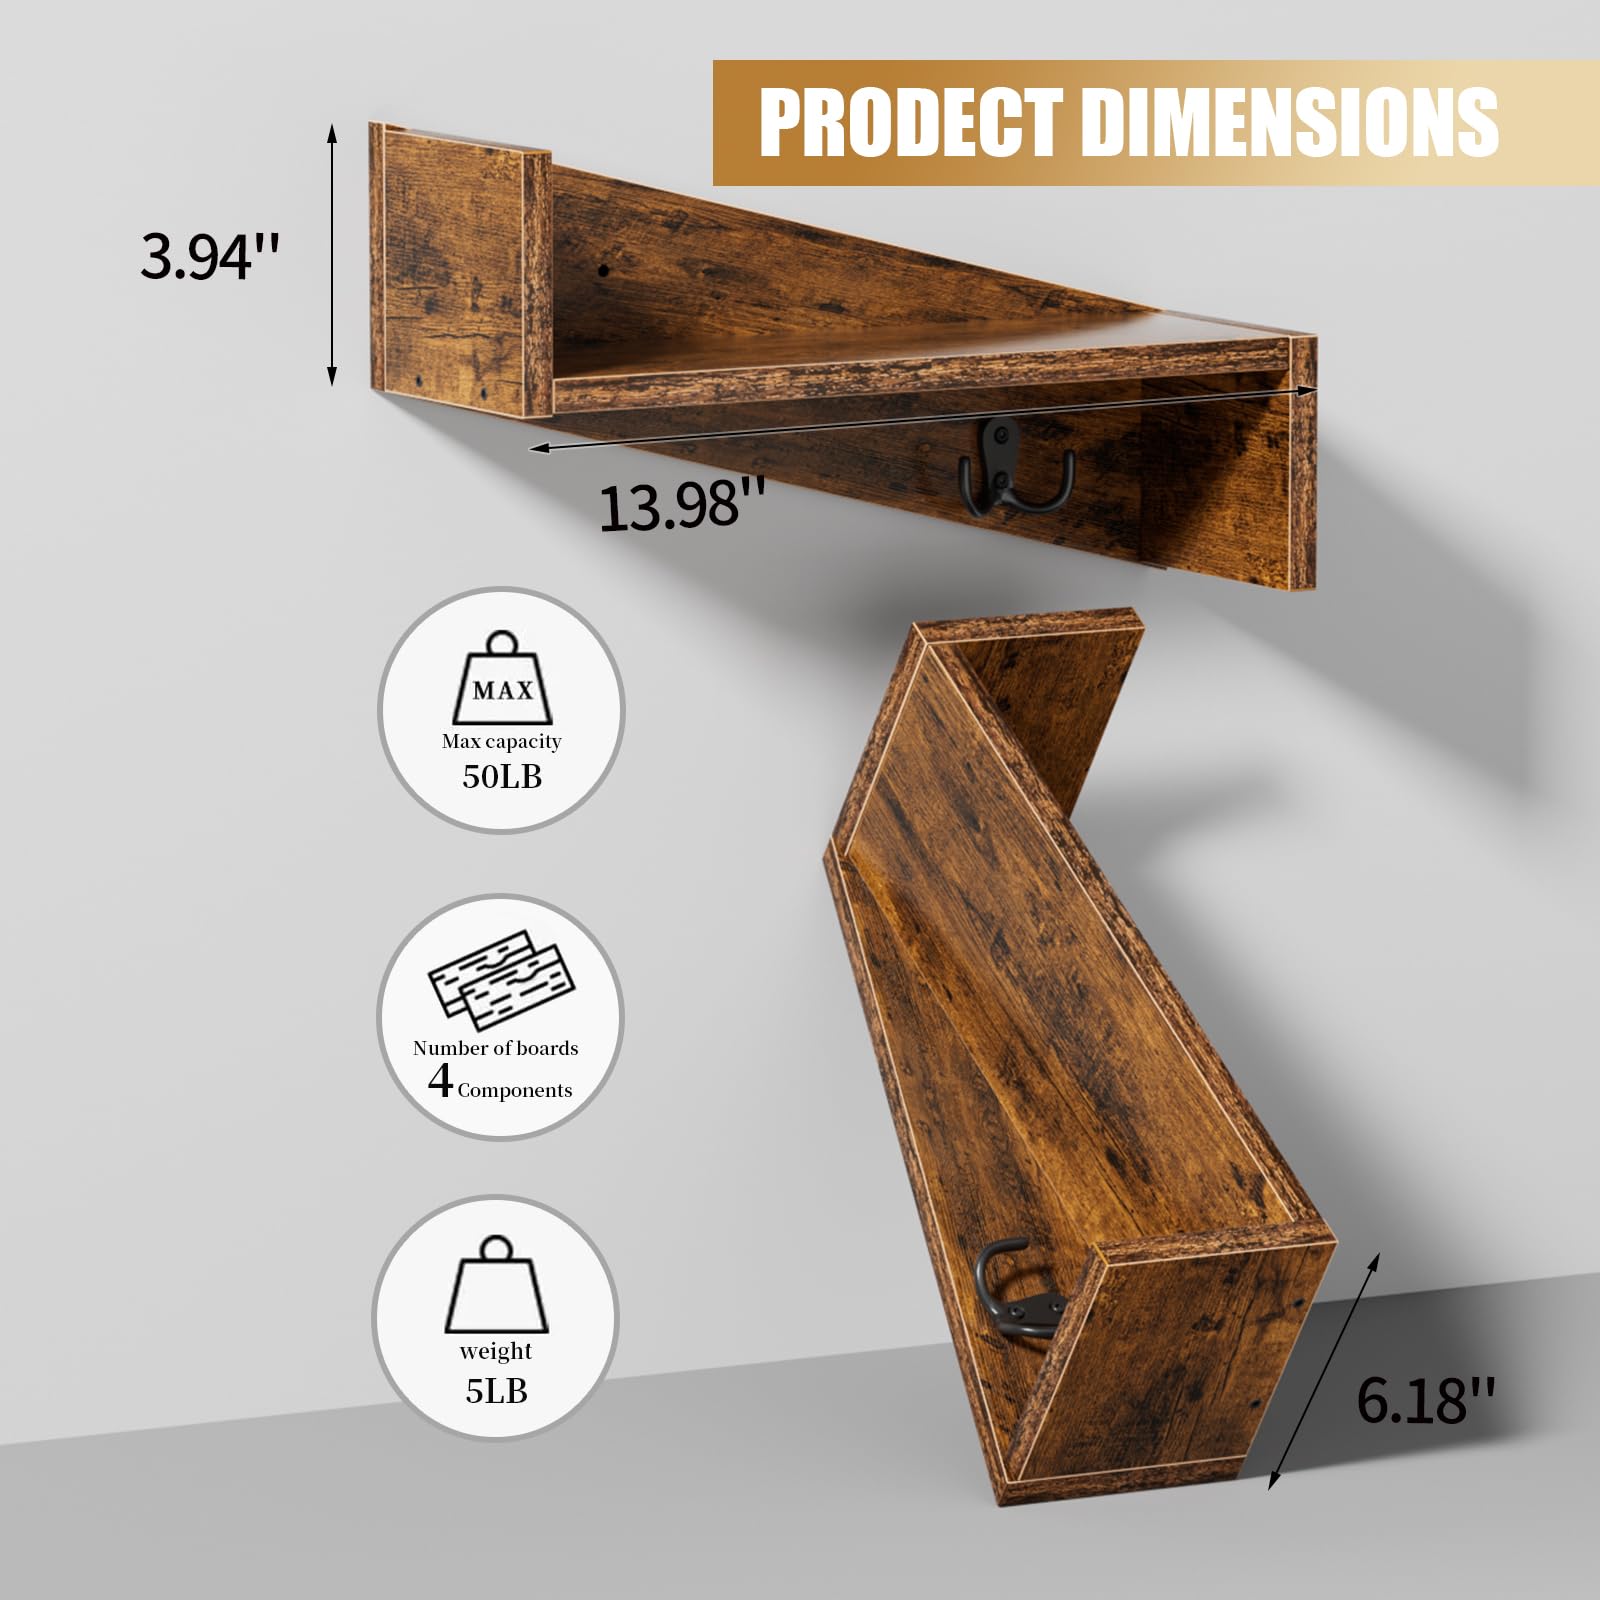 PRODECT DIMENSIONS
3.94"
13.98"
MAX
Max capacity
50LB
Number of boards
4 Components
weight
5LB
6.18"